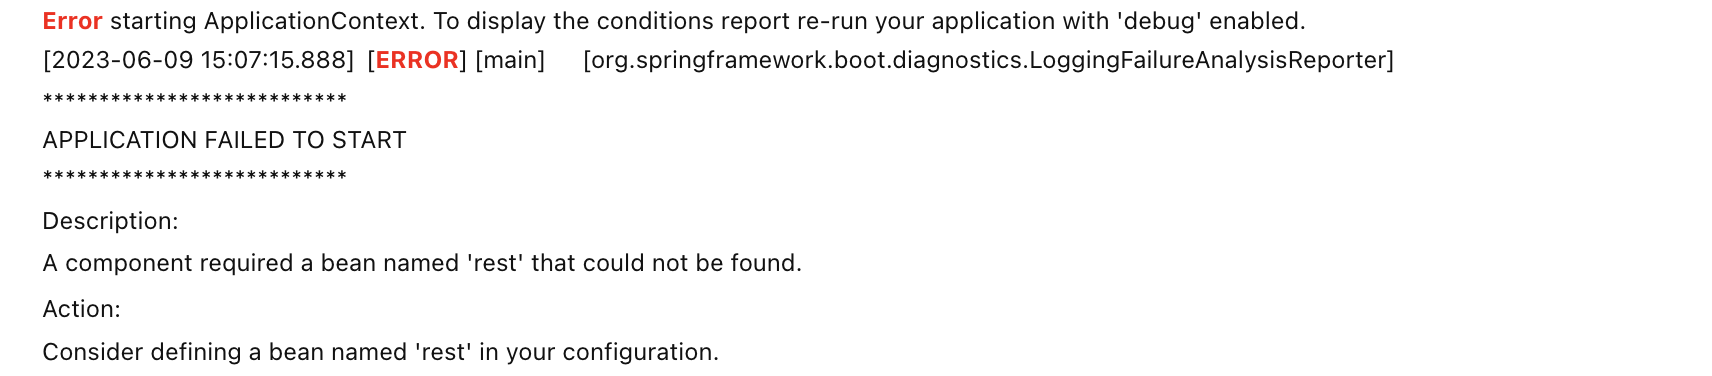 Error starting ApplicationContext. To display the conditions report re-run your application with 'debug' enabled.
[2023-06-09 15:07:15.888] [ERROR] [main] [org.springframework.boot.diagnostics.LoggingFailureAnalysisReporter]
***************************
APPLICATION FAILED TO START
***************************
Description:
A component required a bean named 'rest' that could not be found.
Action:
Consider defining a bean named 'rest' in your configuration.